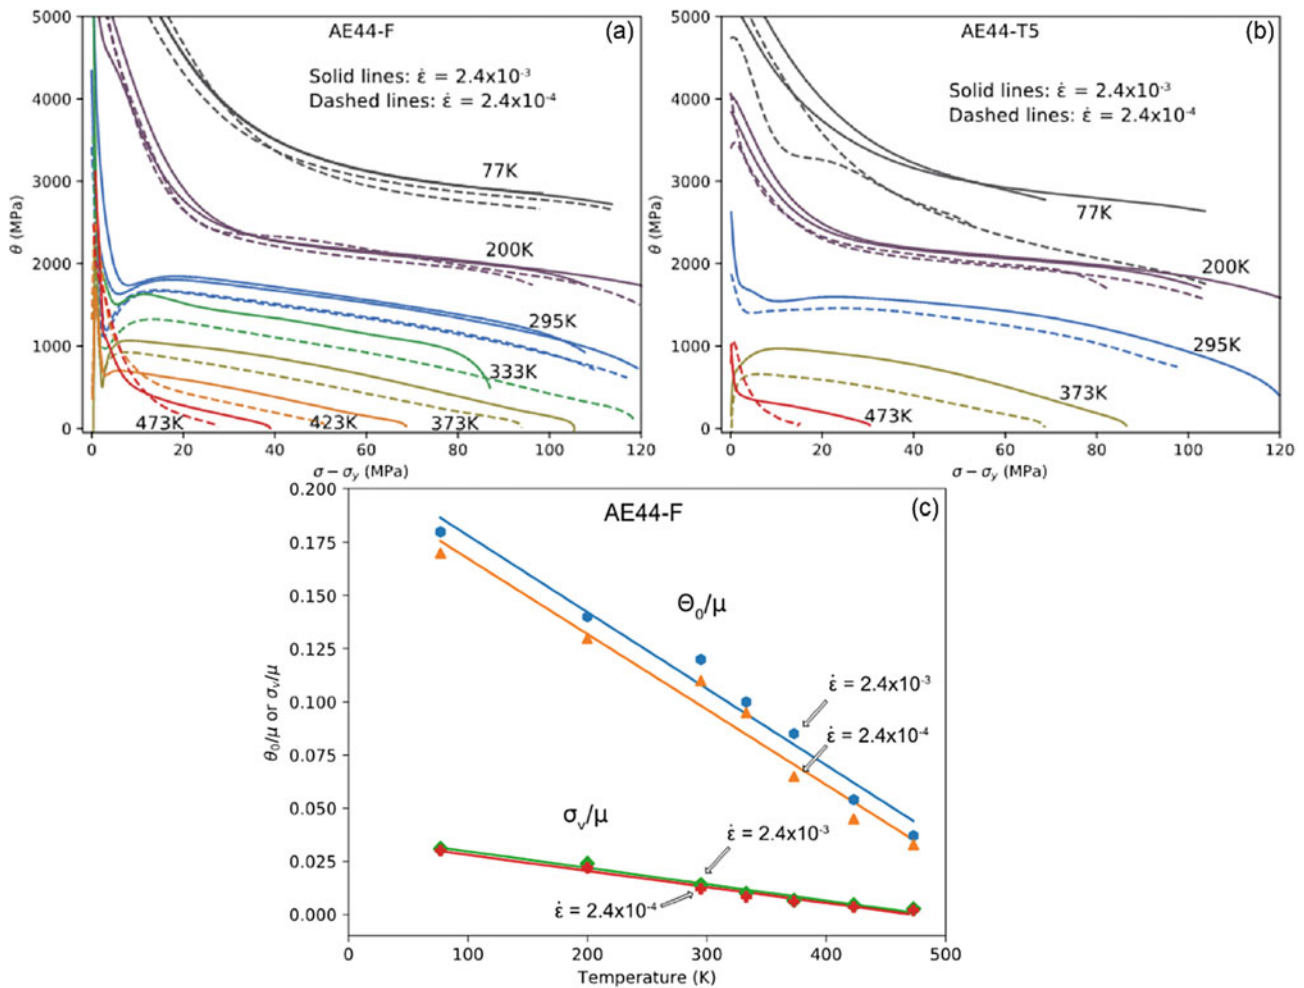 AE44-F
(a)
Solid lines: ε̇ = 2.4x10⁻³
Dashed lines: ε̇ = 2.4x10⁻⁴
5000
4000
3000
2000
1000
0
θ (MPa)
77K
200K
295K
333K
473K
423K
373K
0
20
40
60
80
100
120
σ − σy (MPa)
AE44-T5
(b)
Solid lines: ε̇ = 2.4x10⁻³
Dashed lines: ε̇ = 2.4x10⁻⁴
5000
4000
3000
2000
1000
0
θ (MPa)
77K
200K
295K
373K
473K
0
20
40
60
80
100
120
σ − σy (MPa)
AE44-F
(c)
0.200
0.175
0.150
0.125
0.100
0.075
0.050
0.025
0.000
θ₀/μ or σᵥ/μ
Θ₀/μ
ε̇ = 2.4x10⁻³
ε̇ = 2.4x10⁻⁴
σᵥ/μ
ε̇ = 2.4x10⁻³
ε̇ = 2.4x10⁻⁴
0
100
200
300
400
500
Temperature (K)